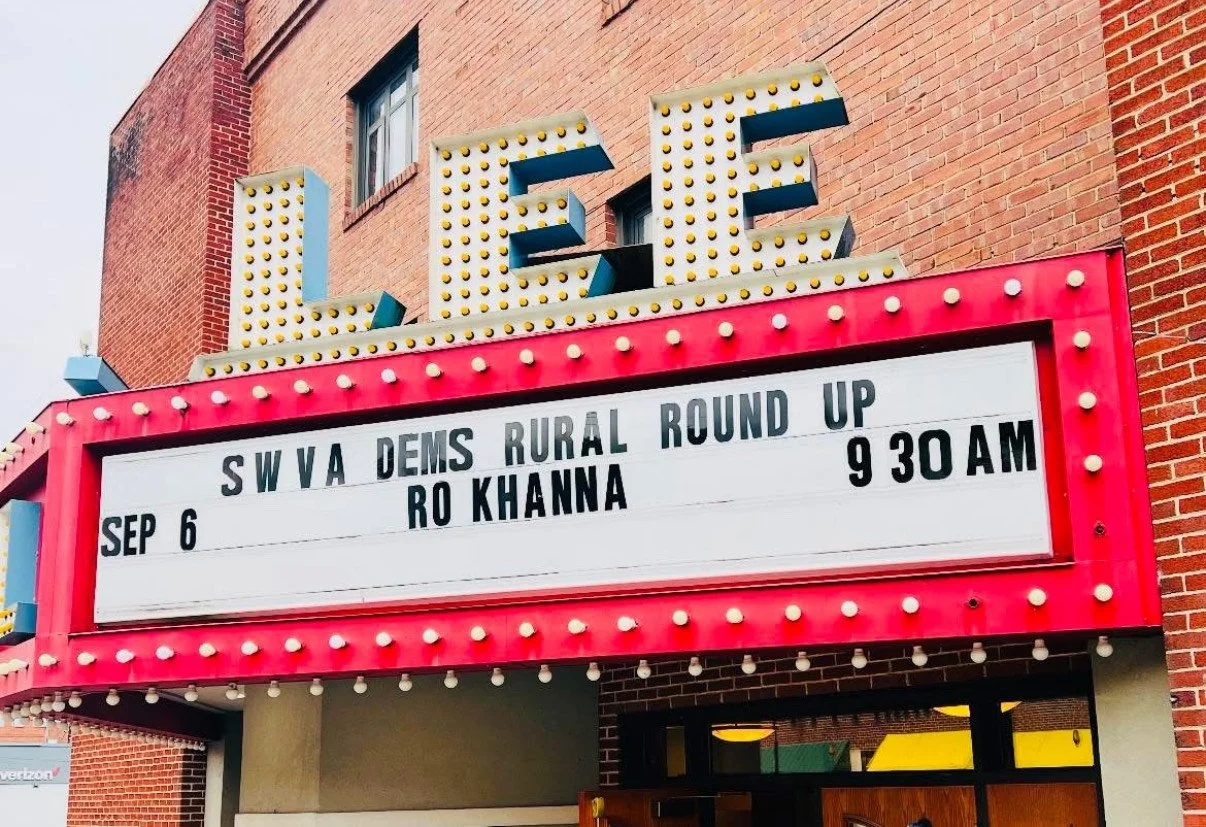 LEE
SWVA DEMS RURAL ROUND UP
SEP 6 RO KHANNA 9 30 AM
verizon